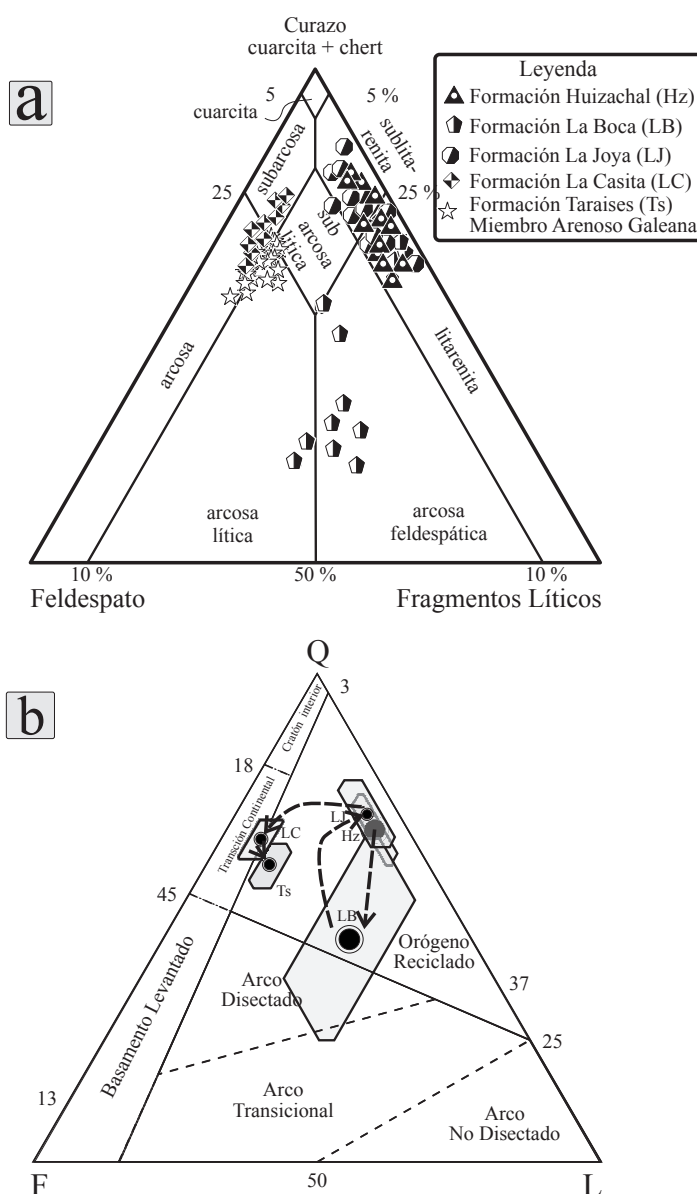 a
Curazo
cuarcita + chert
5
5 %
cuarcita
subarcosa
sublita-
renita
25
25 %
sub
arcosa
lítica
arcosa
litarenita
arcosa
lítica
arcosa
feldespática
10 %
50 %
10 %
Feldespato
Fragmentos Líticos
Leyenda
Formación Huizachal (Hz)
Formación La Boca (LB)
Formación La Joya (LJ)
Formación La Casita (LC)
Formación Taraises (Ts)
Miembro Arenoso Galeana
b
Q
3
Cratón interior
18
Transción Continental
LJ
Hz
LC
Ts
45
LB
Orógeno
Reciclado
Arco
Disectado
37
Basamento Levantado
25
13
Arco
Transicional
Arco
No Disectado
F
50
L